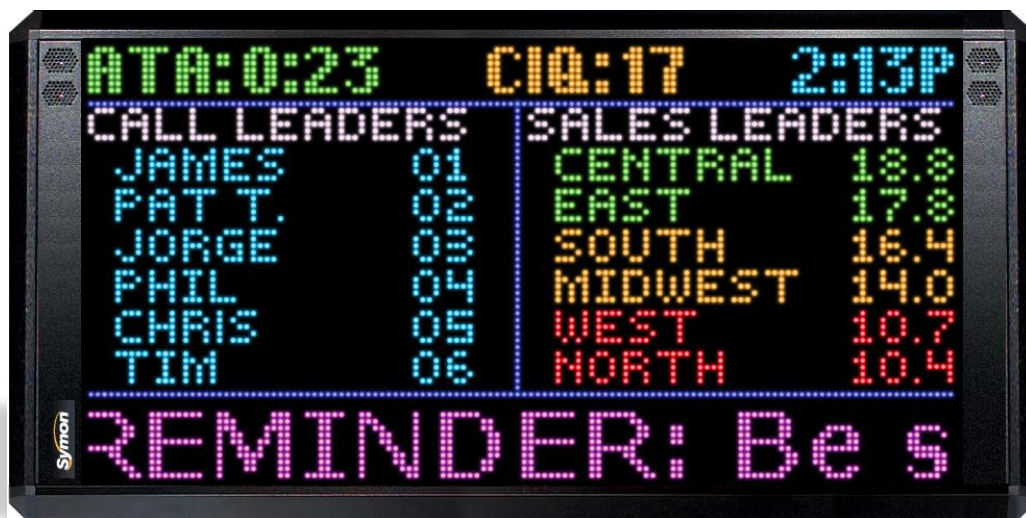 ATA:0:23 CIQ:17 2:13P
CALL LEADERS
JAMES 01
PAT T. 02
JORGE 03
PHIL 04
CHRIS 05
TIM 06
SALES LEADERS
CENTRAL 18.8
EAST 17.8
SOUTH 16.4
MIDWEST 14.0
WEST 10.7
NORTH 10.4
REMINDER: Be s
Symon